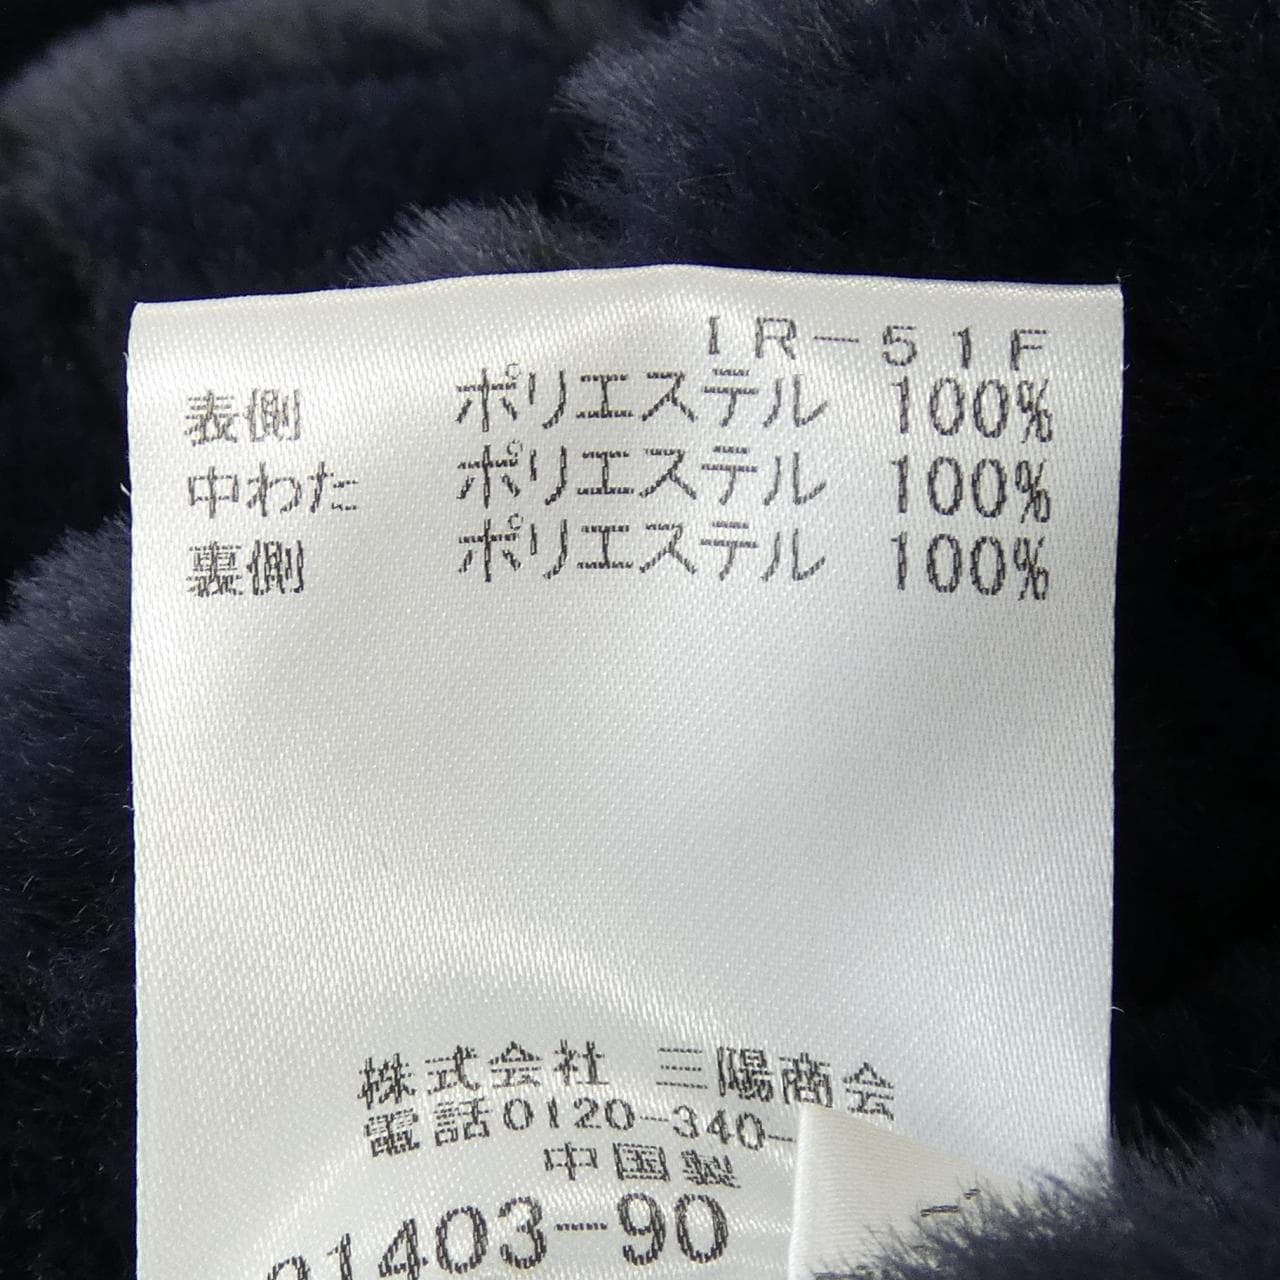 IR-51F
表側 ポリエステル 100%
中わた ポリエステル 100%
裏側 ポリエステル 100%
株式会社 三陽商会
電話0120-340-
中国製
01403-90